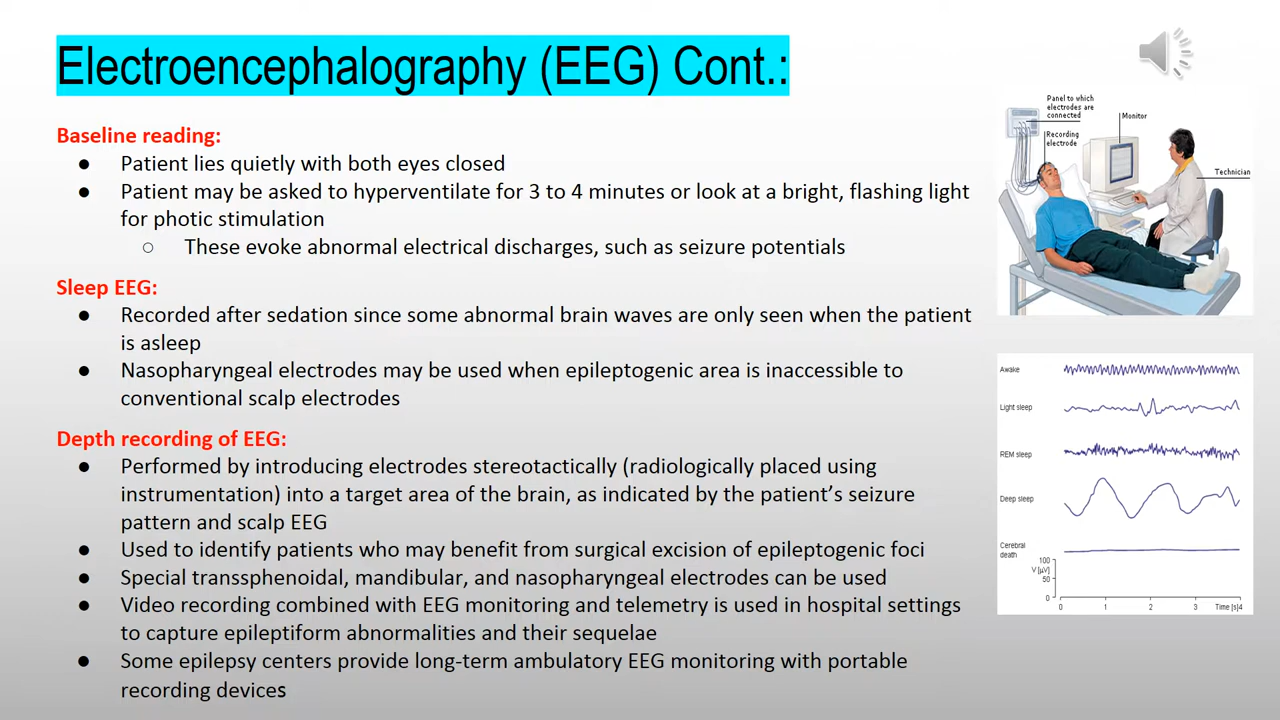 Electroencephalography (EEG) Cont.:
Baseline reading:
● Patient lies quietly with both eyes closed
● Patient may be asked to hyperventilate for 3 to 4 minutes or look at a bright, flashing light
for photic stimulation
○ These evoke abnormal electrical discharges, such as seizure potentials
Sleep EEG:
● Recorded after sedation since some abnormal brain waves are only seen when the patient
is asleep
● Nasopharyngeal electrodes may be used when epileptogenic area is inaccessible to
conventional scalp electrodes
Depth recording of EEG:
● Performed by introducing electrodes stereotactically (radiologically placed using
instrumentation) into a target area of the brain, as indicated by the patient's seizure
pattern and scalp EEG
● Used to identify patients who may benefit from surgical excision of epileptogenic foci
● Special transsphenoidal, mandibular, and nasopharyngeal electrodes can be used
● Video recording combined with EEG monitoring and telemetry is used in hospital settings
to capture epileptiform abnormalities and their sequelae
● Some epilepsy centers provide long-term ambulatory EEG monitoring with portable
recording devices
Panel to which
electrodes are
connected
Monitor
Recording
electrode
Technician
Awake
Light sleep
REM sleep
Deep sleep
Cerebral
death
100
V [µV]
50
0
0 1 2 3 Time [s] 4